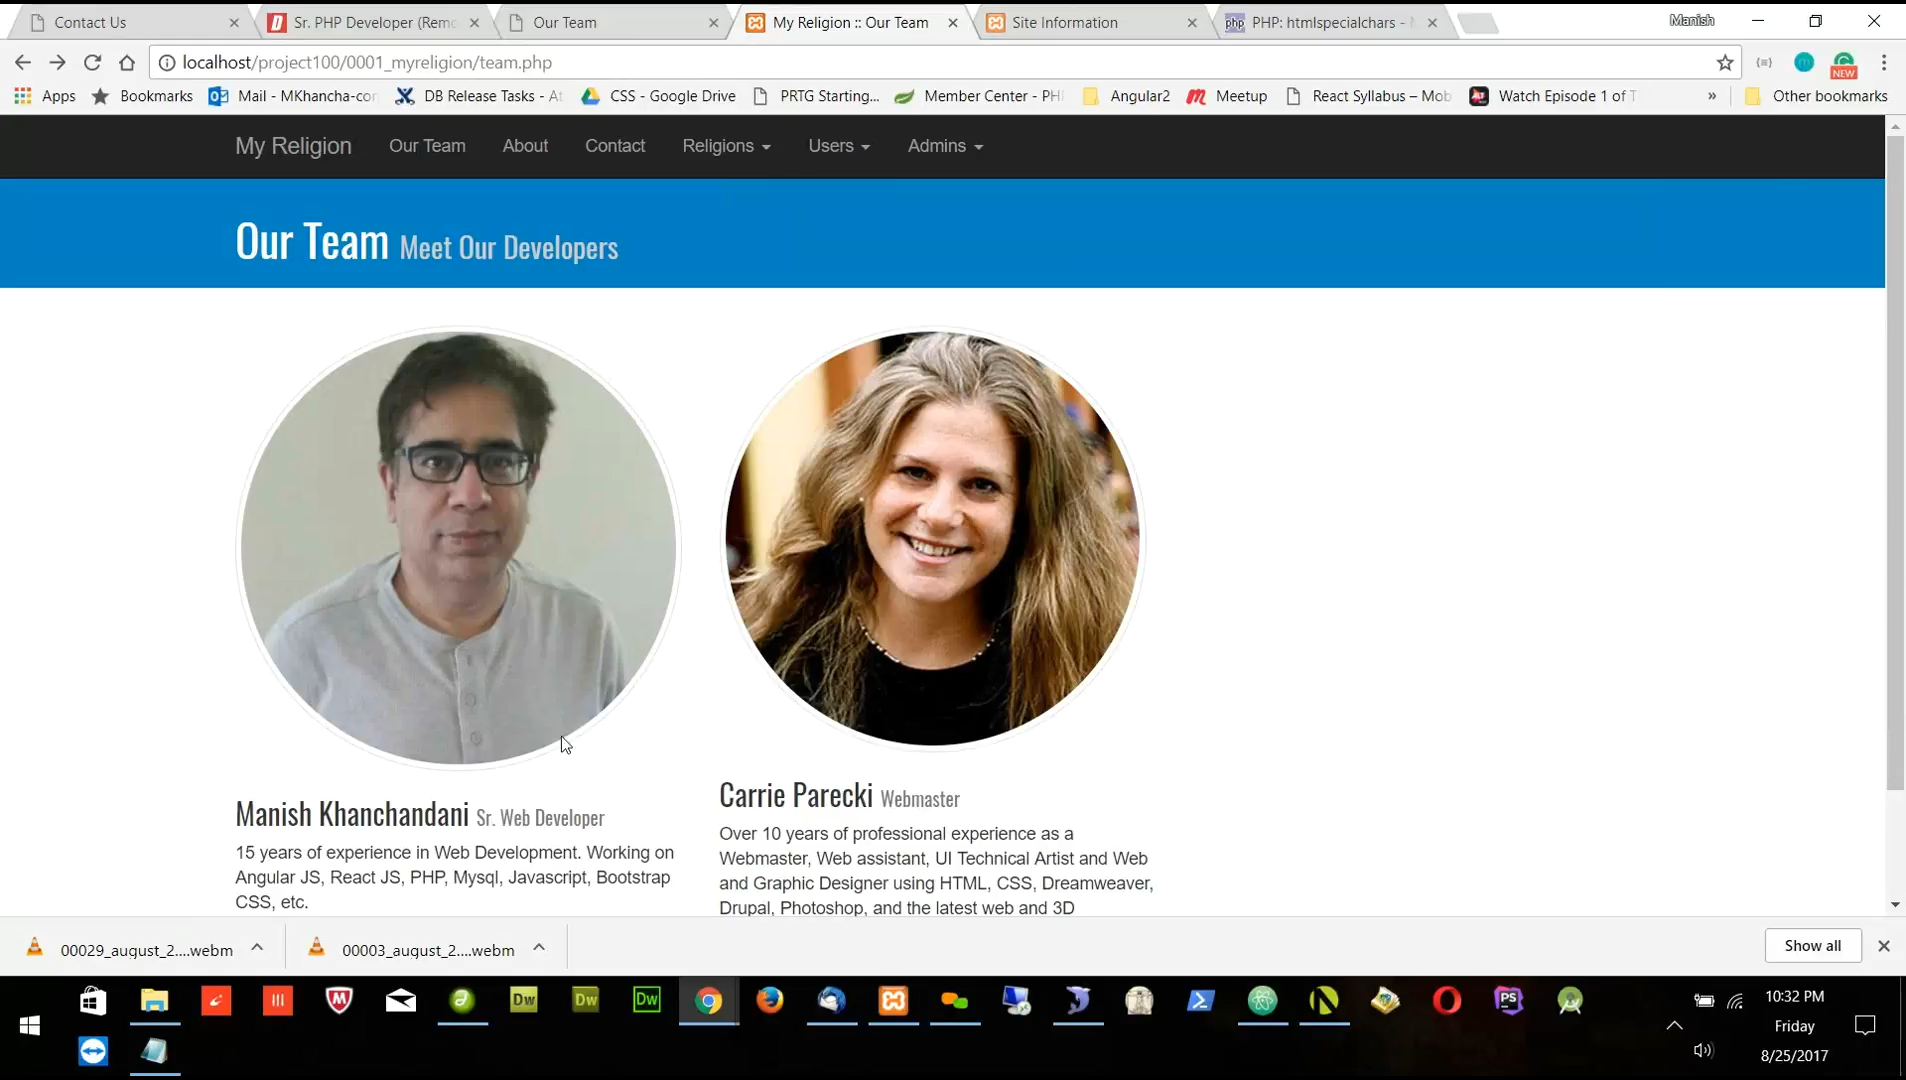 Contact Us
Sr. PHP Developer (Remo
Our Team
My Religion :: Our Team
Site Information
PHP: htmlspecialchars -
Manish
localhost/project100/0001_myreligion/team.php
NEW
Apps
Bookmarks
Mail - MKhancha-cor
DB Release Tasks - At
CSS - Google Drive
PRTG Starting...
Member Center - PH
Angular2
Meetup
React Syllabus – Mob
Watch Episode 1 of T
»
Other bookmarks
My Religion
Our Team
About
Contact
Religions
Users
Admins
Our Team Meet Our Developers
Manish Khanchandani Sr. Web Developer
15 years of experience in Web Development. Working on
Angular JS, React JS, PHP, Mysql, Javascript, Bootstrap
CSS, etc.
Carrie Parecki Webmaster
Over 10 years of professional experience as a
Webmaster, Web assistant, UI Technical Artist and Web
and Graphic Designer using HTML, CSS, Dreamweaver,
Drupal, Photoshop, and the latest web and 3D
00029_august_2....webm
00003_august_2....webm
Show all
Dw
Dw
Dw
PS
10:32 PM
Friday
8/25/2017